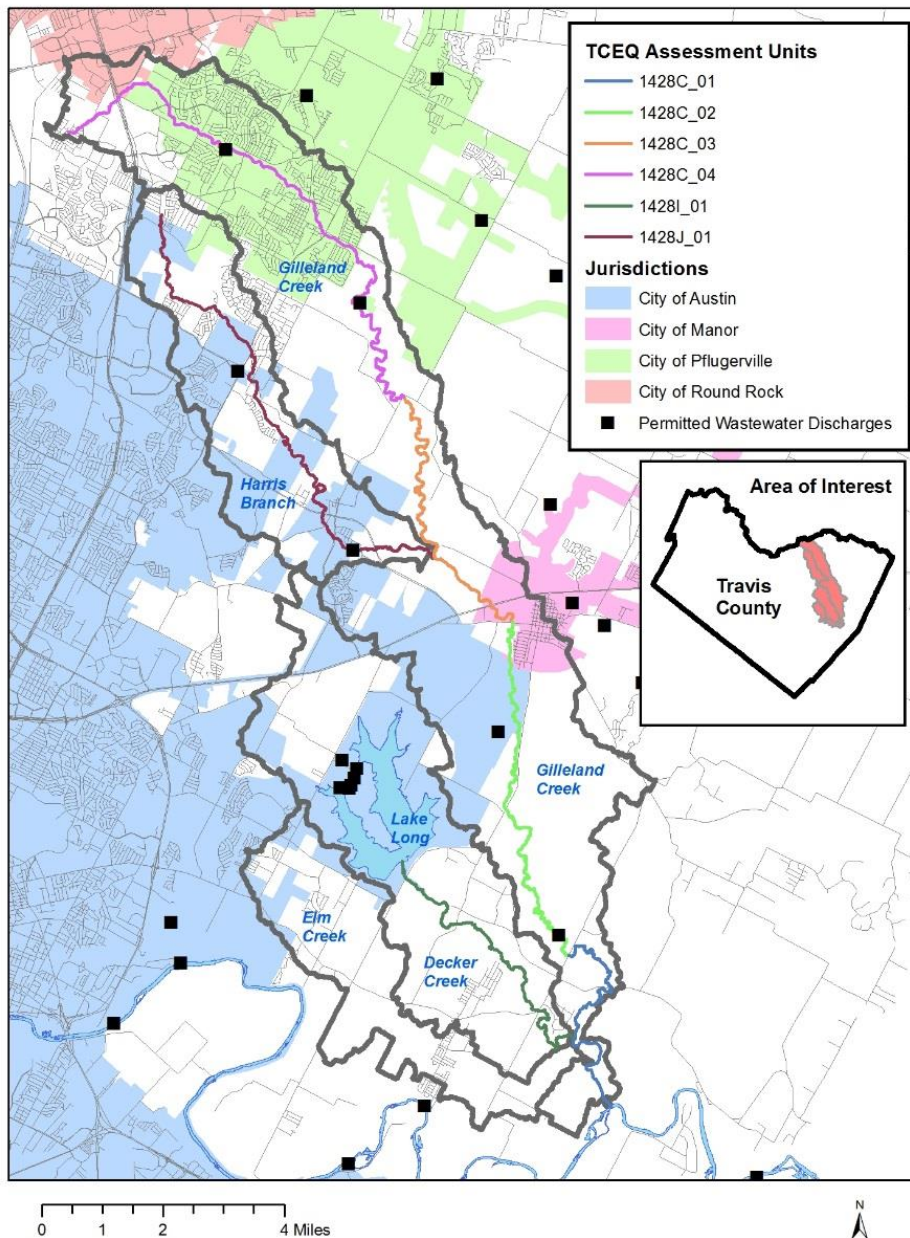 TCEQ Assessment Units
1428C_01
1428C_02
1428C_03
1428C_04
1428I_01
1428J_01
Jurisdictions
City of Austin
City of Manor
City of Pflugerville
City of Round Rock
Permitted Wastewater Discharges
Area of Interest
Travis
County
Gilleland
Creek
Harris
Branch
Gilleland
Creek
Lake
Long
Elm
Creek
Decker
Creek
0 1 2 4 Miles
N